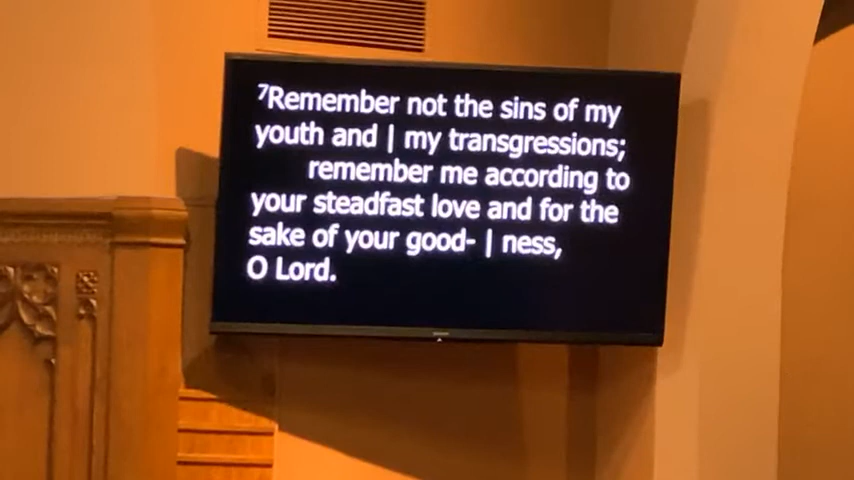 ⁷Remember not the sins of my
youth and | my transgressions;
remember me according to
your steadfast love and for the
sake of your good- | ness,
O Lord.